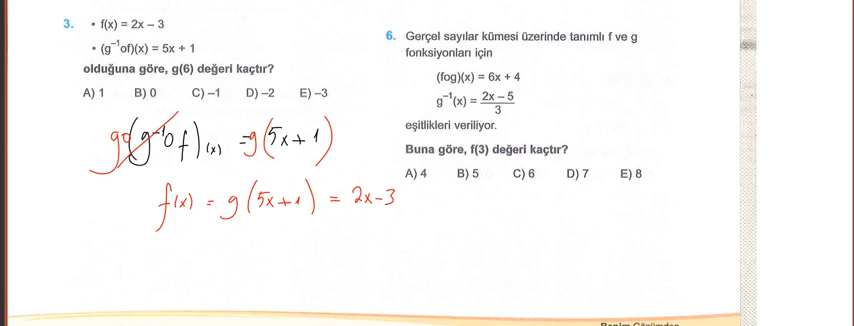 3. • f(x) = 2x – 3
• (g⁻¹of)(x) = 5x + 1
olduğuna göre, g(6) değeri kaçtır?
A) 1 B) 0 C) –1 D) –2 E) –3
go(g⁻¹of)(x) = g(5x+1)
f(x) = g(5x+1) = 2x-3
6. Gerçel sayılar kümesi üzerinde tanımlı f ve g
fonksiyonları için
(fog)(x) = 6x + 4
g⁻¹(x) = (2x – 5)/3
eşitlikleri veriliyor.
Buna göre, f(3) değeri kaçtır?
A) 4 B) 5 C) 6 D) 7 E) 8